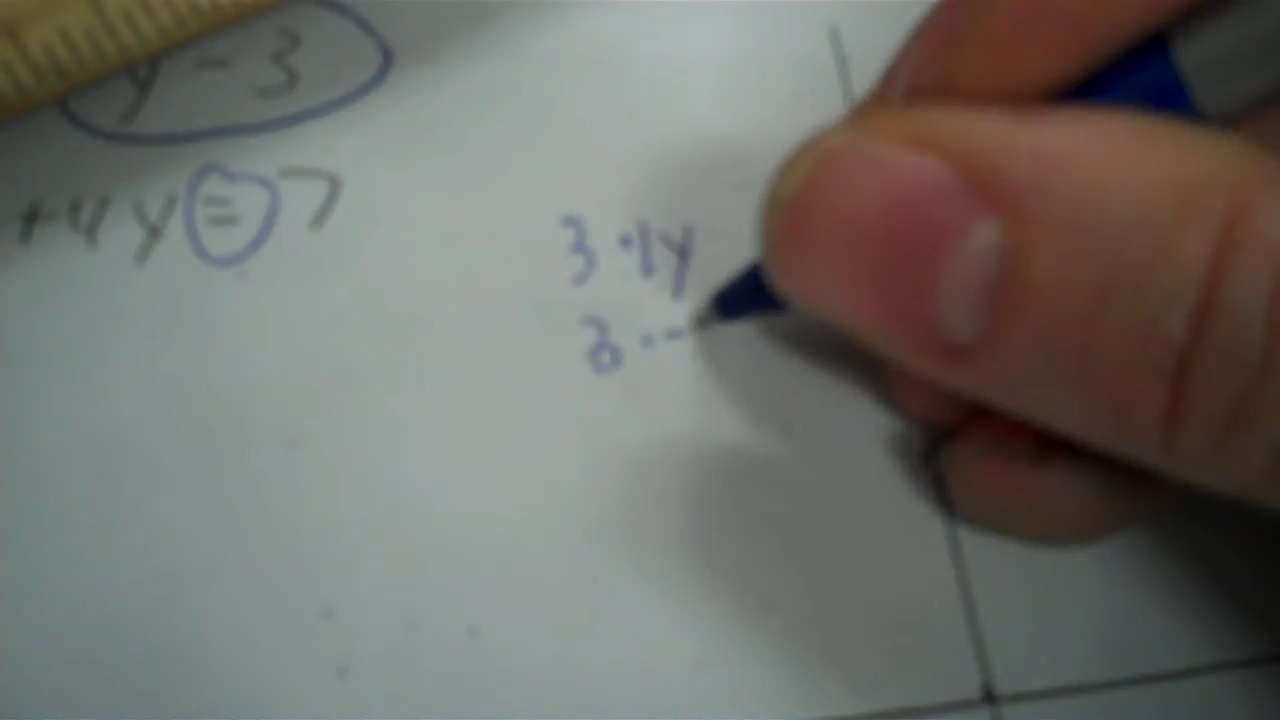 y - 3
+4y = 7
3 · 1y
3 · -